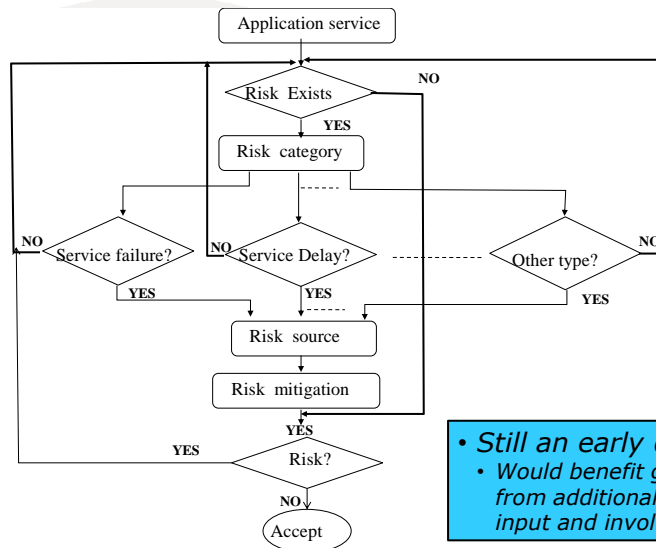 Application service
NO
Risk Exists
YES
Risk category
NO
Service failure?
NO
Service Delay?
Other type?
NO
YES
YES
YES
Risk source
Risk mitigation
YES
YES
Risk?
NO
Accept
• Still an early
• Would benefit
from additional
input and